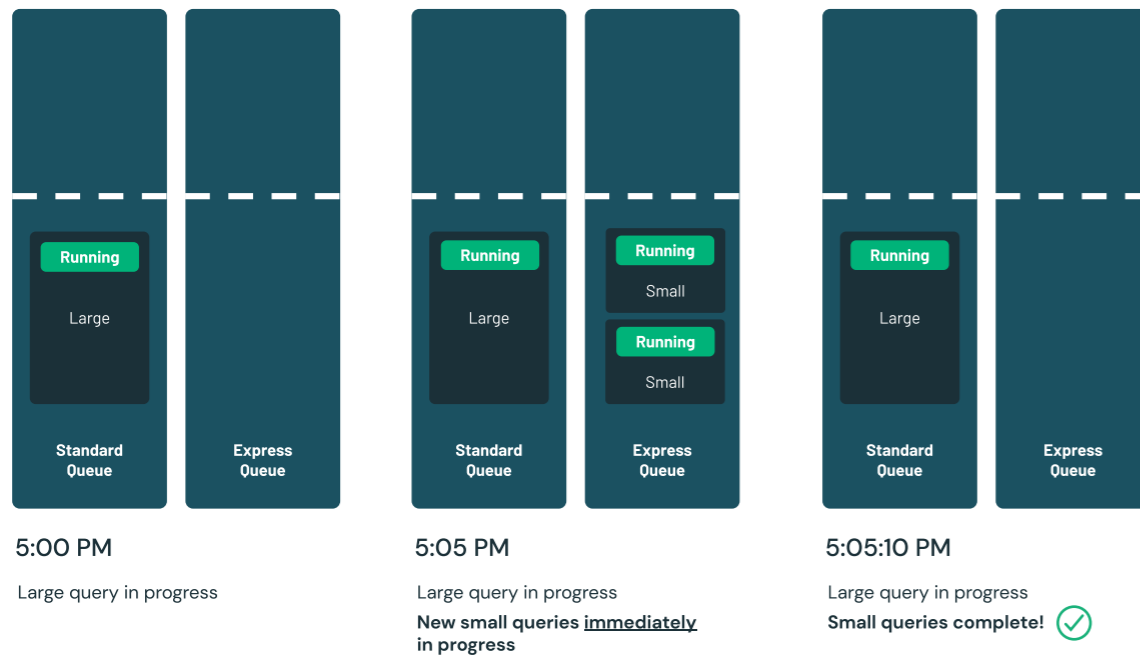 Running
Large
Standard
Queue
Express
Queue
5:00 PM
Large query in progress
Running
Large
Standard
Queue
Running
Small
Running
Small
Express
Queue
5:05 PM
Large query in progress
New small queries immediately
in progress
Running
Large
Standard
Queue
Express
Queue
5:05:10 PM
Large query in progress
Small queries complete!